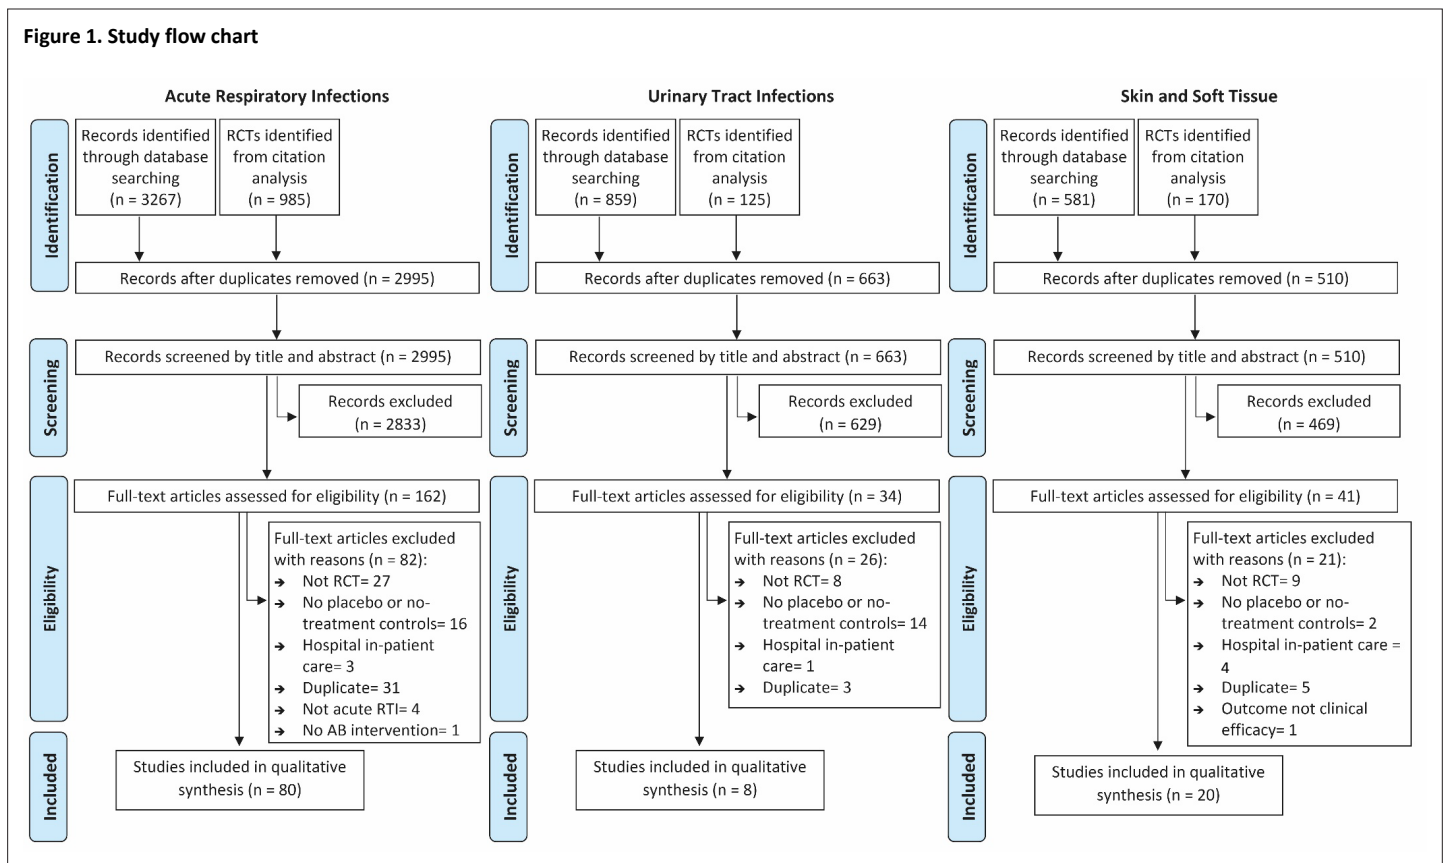 Figure 1. Study flow chart
Acute Respiratory Infections
Identification
Records identified
through database
searching
(n = 3267)
RCTs identified
from citation
analysis
(n = 985)
Records after duplicates removed (n = 2995)
Screening
Records screened by title and abstract (n = 2995)
Records excluded
(n = 2833)
Eligibility
Full-text articles assessed for eligibility (n = 162)
Full-text articles excluded
with reasons (n = 82):
➔ Not RCT= 27
➔ No placebo or no-
treatment controls= 16
➔ Hospital in-patient
care= 3
➔ Duplicate= 31
➔ Not acute RTI= 4
➔ No AB intervention= 1
Included
Studies included in qualitative
synthesis (n = 80)
Urinary Tract Infections
Identification
Records identified
through database
searching
(n = 859)
RCTs identified
from citation
analysis
(n = 125)
Records after duplicates removed (n = 663)
Screening
Records screened by title and abstract (n = 663)
Records excluded
(n = 629)
Eligibility
Full-text articles assessed for eligibility (n = 34)
Full-text articles excluded
with reasons (n = 26):
➔ Not RCT= 8
➔ No placebo or no-
treatment controls= 14
➔ Hospital in-patient
care= 1
➔ Duplicate= 3
Included
Studies included in qualitative
synthesis (n = 8)
Skin and Soft Tissue
Identification
Records identified
through database
searching
(n = 581)
RCTs identified
from citation
analysis
(n = 170)
Records after duplicates removed (n = 510)
Screening
Records screened by title and abstract (n = 510)
Records excluded
(n = 469)
Eligibility
Full-text articles assessed for eligibility (n = 41)
Full-text articles excluded
with reasons (n = 21):
➔ Not RCT= 9
➔ No placebo or no-
treatment controls= 2
➔ Hospital in-patient care =
4
➔ Duplicate= 5
➔ Outcome not clinical
efficacy= 1
Included
Studies included in qualitative
synthesis (n = 20)